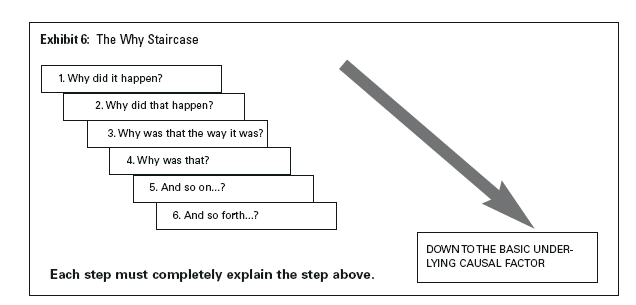 Exhibit 6: The Why Staircase
1. Why did it happen?
2. Why did that happen?
3. Why was that the way it was?
4. Why was that?
5. And so on...?
6. And so forth...?
DOWN TO THE BASIC UNDER-
LYING CAUSAL FACTOR
Each step must completely explain the step above.